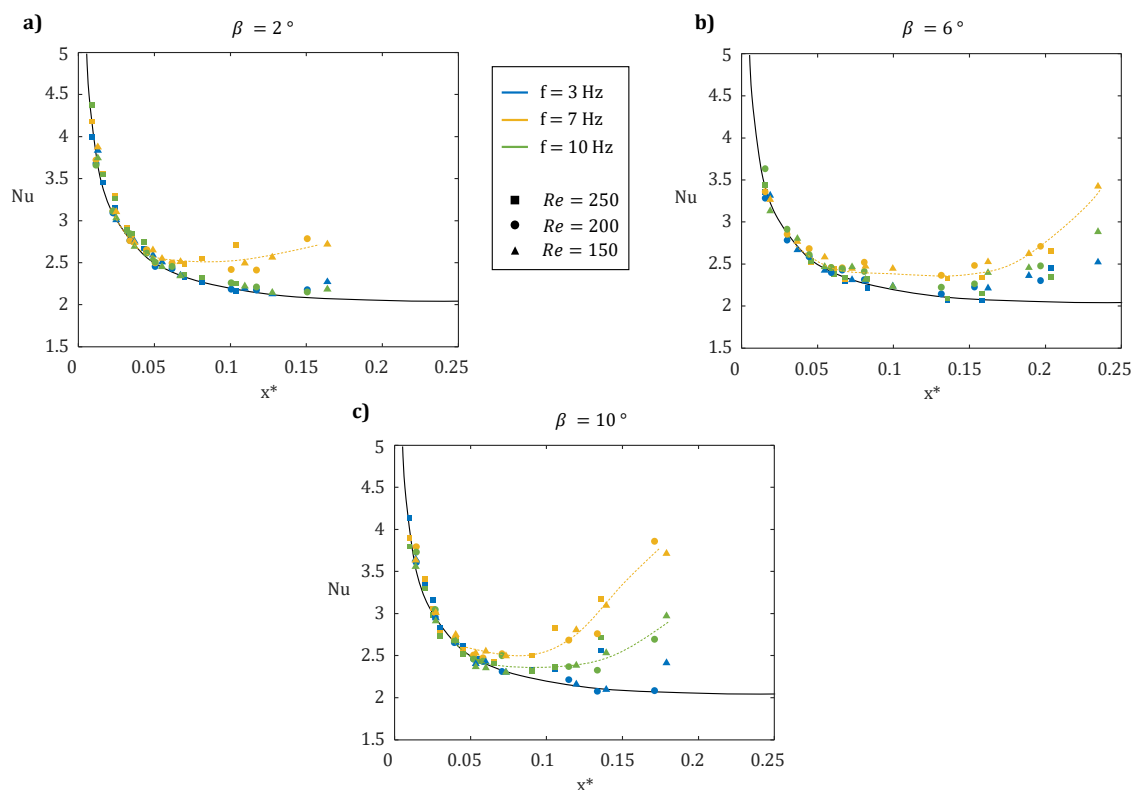 a)
β = 2 °
5
4.5
4
3.5
3
2.5
2
1.5
Nu
0
0.05
0.1
0.15
0.2
0.25
x*
f = 3 Hz
f = 7 Hz
f = 10 Hz
Re = 250
Re = 200
Re = 150
b)
β = 6 °
5
4.5
4
3.5
3
2.5
2
1.5
Nu
0
0.05
0.1
0.15
0.2
0.25
x*
c)
β = 10 °
5
4.5
4
3.5
3
2.5
2
1.5
Nu
0
0.05
0.1
0.15
0.2
0.25
x*